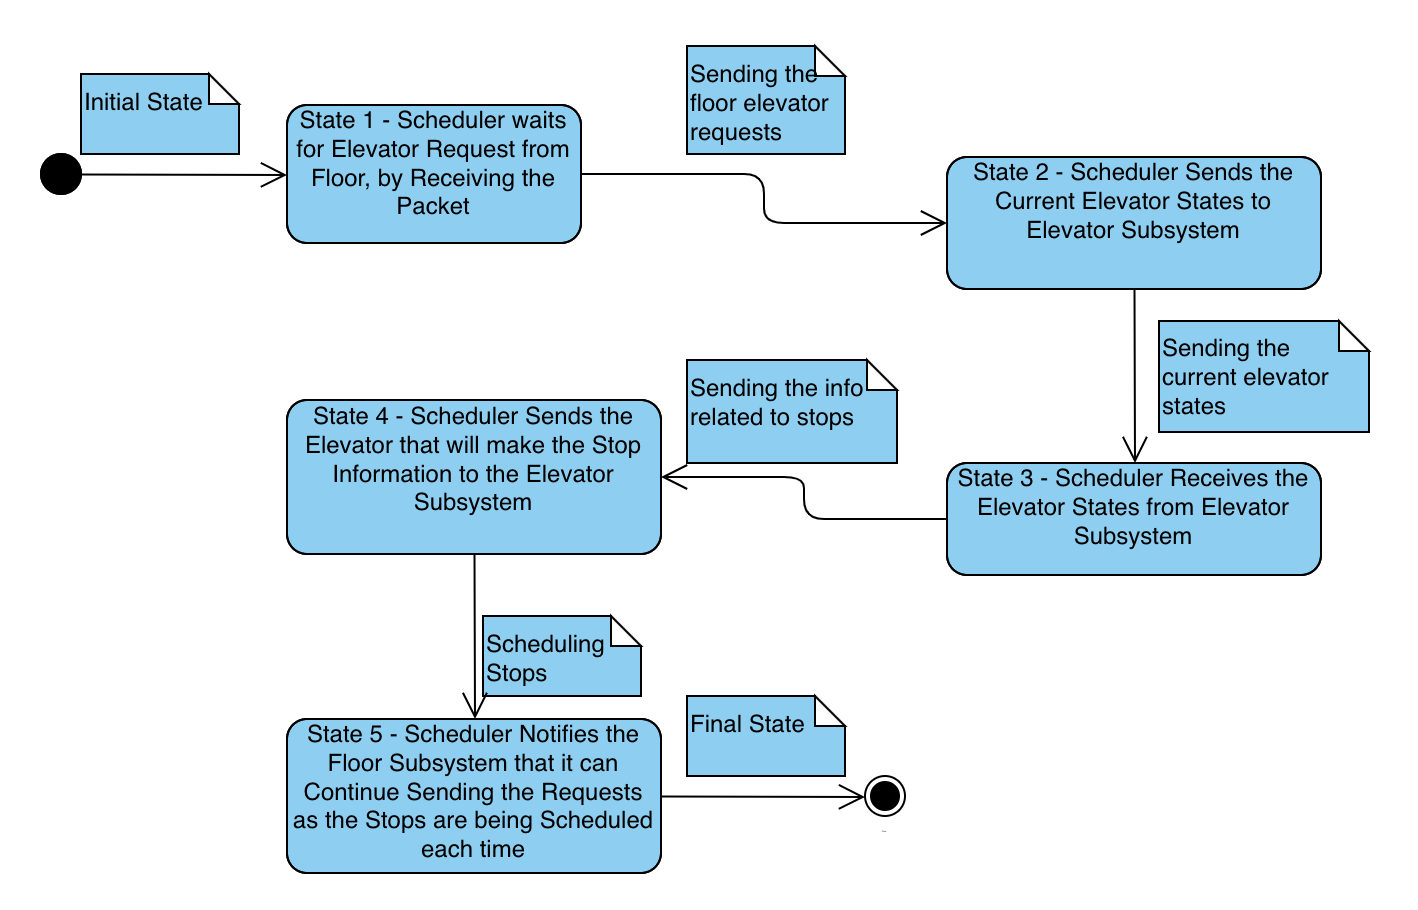 Initial State
State 1 - Scheduler waits
for Elevator Request from
Floor, by Receiving the
Packet
Sending the
floor elevator
requests
State 2 - Scheduler Sends the
Current Elevator States to
Elevator Subsystem
Sending the
current elevator
states
State 3 - Scheduler Receives the
Elevator States from Elevator
Subsystem
Sending the info
related to stops
State 4 - Scheduler Sends the
Elevator that will make the Stop
Information to the Elevator
Subsystem
Scheduling
Stops
State 5 - Scheduler Notifies the
Floor Subsystem that it can
Continue Sending the Requests
as the Stops are being Scheduled
each time
Final State